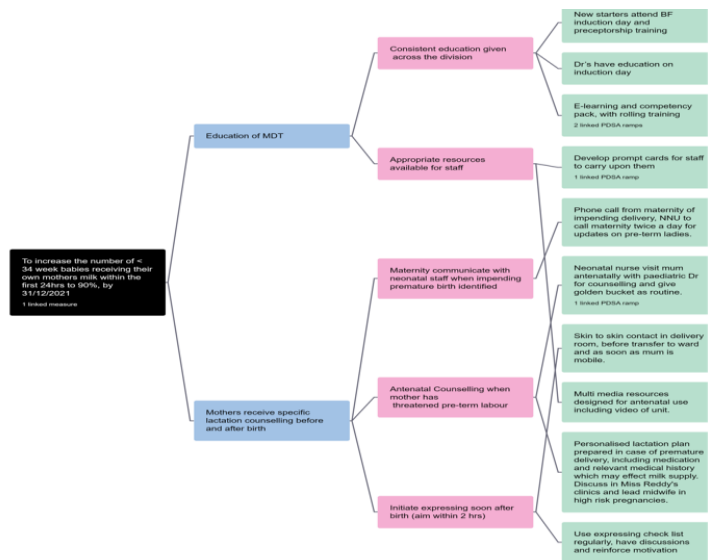 To increase the number of <
34 week babies receiving their
own mothers milk within the
first 24hrs to 90%, by
31/12/2021
1 linked measure
Education of MDT
Mothers receive specific
lactation counselling before
and after birth
Consistent education given
across the division
Appropriate resources
available for staff
Maternity communicate with
neonatal staff when impending
premature birth identified
Antenatal Counselling when
mother has
threatened pre-term labour
Initiate expressing soon after
birth (aim within 2 hrs)
New starters attend BF
induction day and
preceptorship training
Dr's have education on
induction day
E-learning and competency
pack, with rolling training
2 linked PDSA ramps
Develop prompt cards for staff
to carry upon them
1 linked PDSA ramp
Phone call from maternity of
impending delivery, NNU to
call maternity twice a day for
updates on pre-term ladies.
Neonatal nurse visit mum
antenatally with paediatric Dr
for counselling and give
golden bucket as routine.
1 linked PDSA ramp
Skin to skin contact in delivery
room, before transfer to ward
and as soon as mum is
mobile.
Multi media resources
designed for antenatal use
including video of unit.
Personalised lactation plan
prepared in case of premature
delivery, including medication
and relevant medical history
which may effect milk supply.
Discuss in Miss Reddy's
clinics and lead midwife in
high risk pregnancies.
Use expressing check list
regularly, have discussions
and reinforce motivation